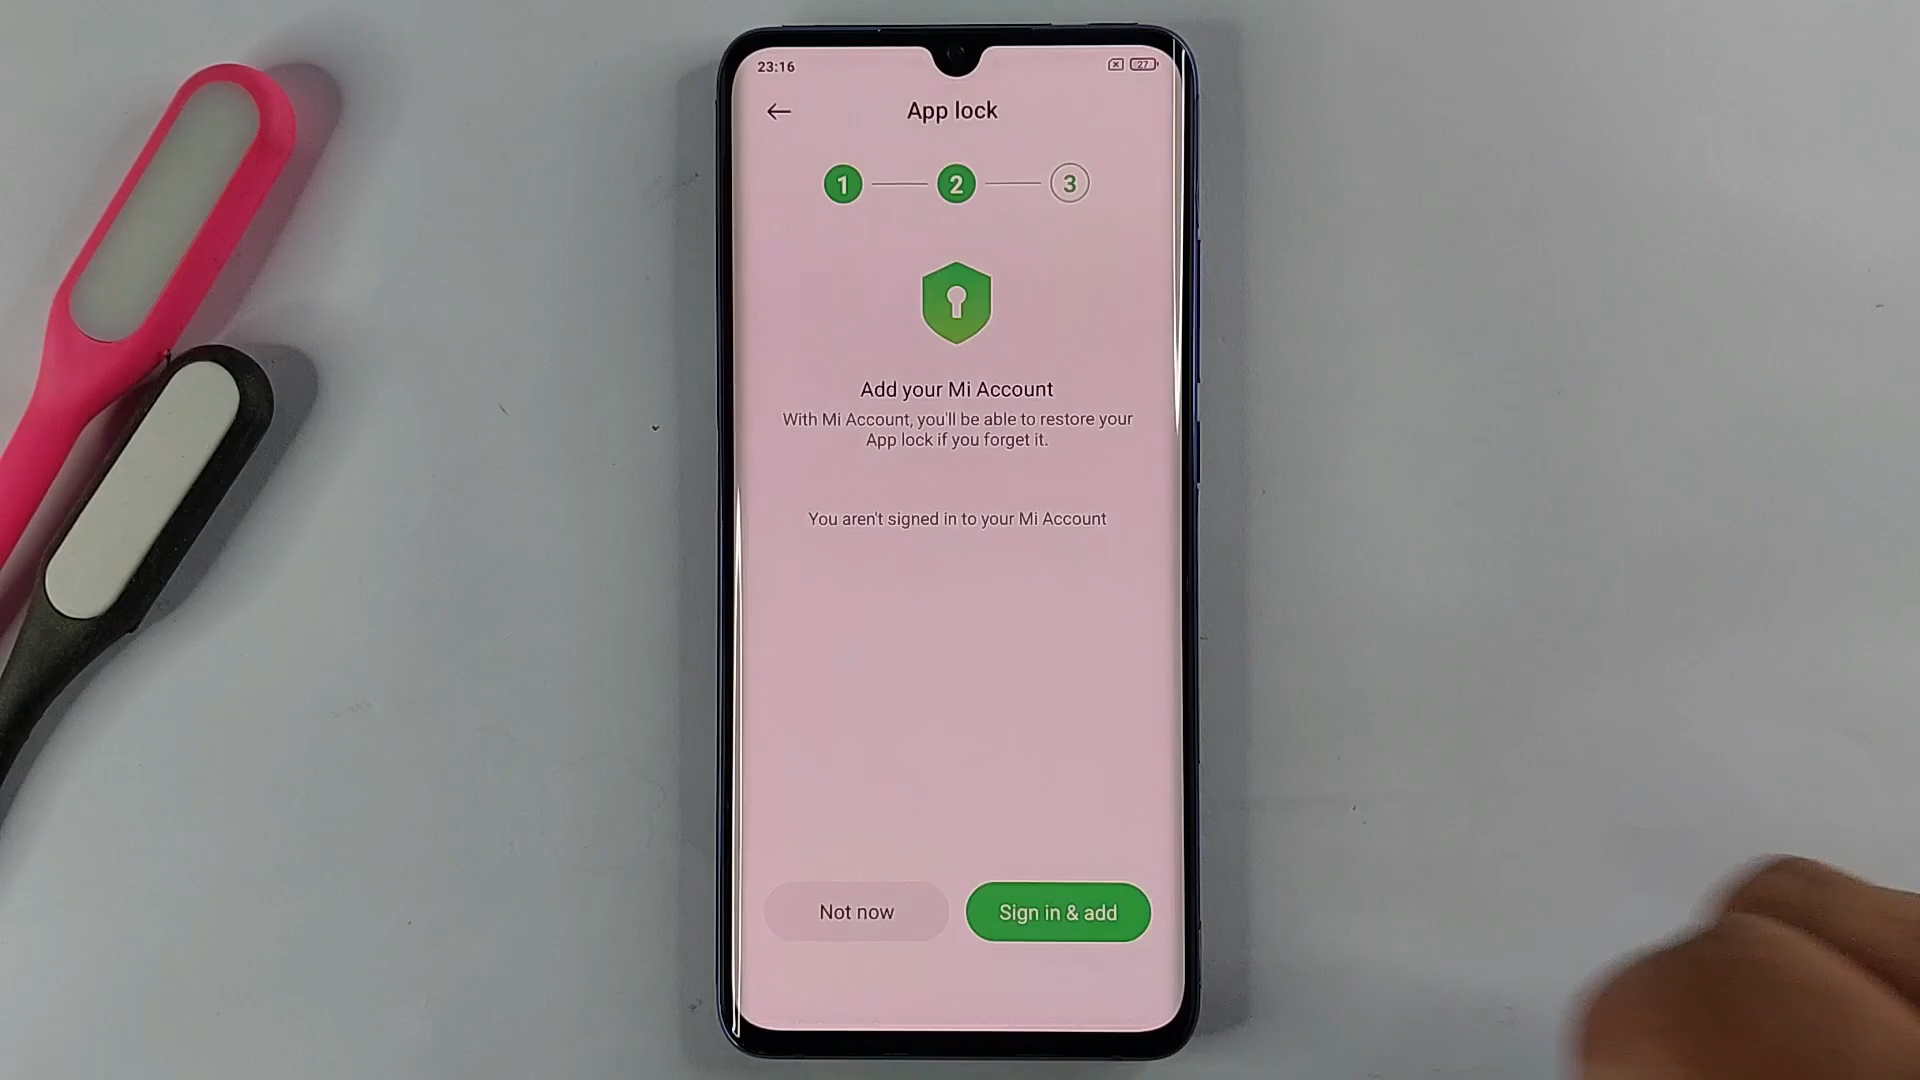 23:16
27
App lock
1
2
3
Add your Mi Account
With Mi Account, you'll be able to restore your
App lock if you forget it.
You aren't signed in to your Mi Account
Not now
Sign in & add